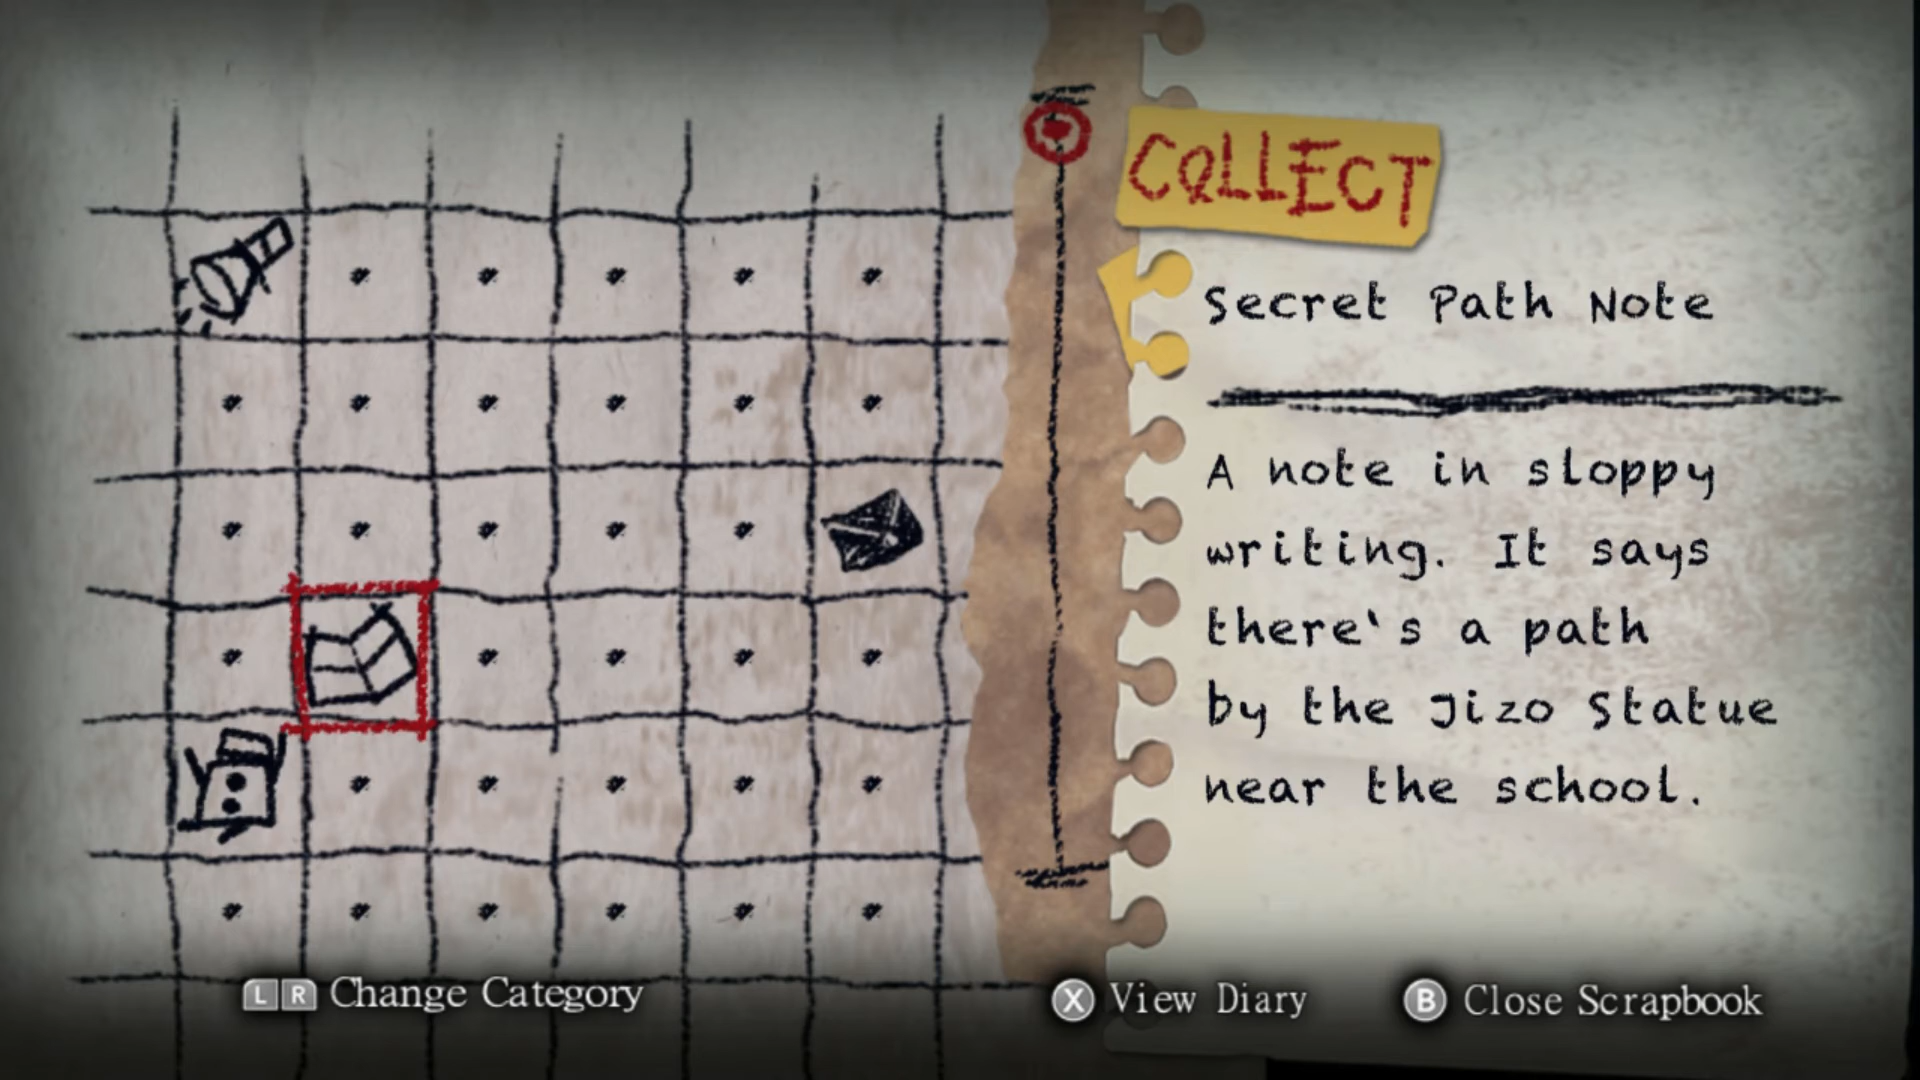 COLLECT
Secret Path Note
A note in sloppy
writing. It says
there's a path
by the Jizo Statue
near the school.
L R Change Category
X View Diary
B Close Scrapbook